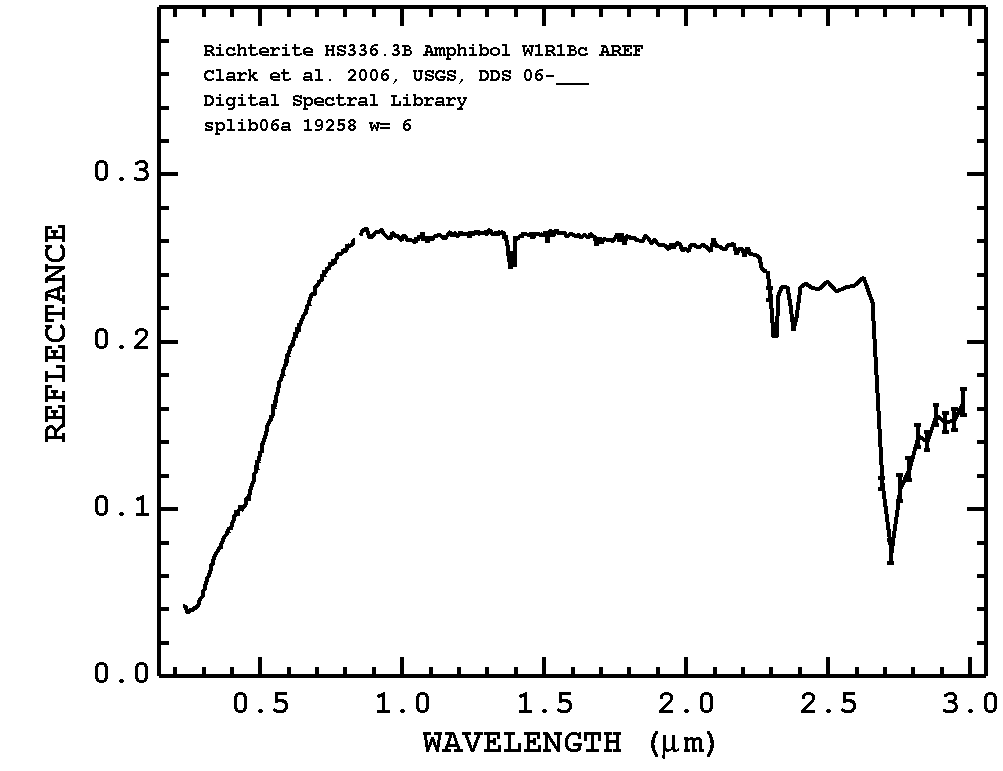 Richterite HS336.3B Amphibol W1R1Bc AREF
Clark et al. 2006, USGS, DDS 06-___
Digital Spectral Library
splib06a 19258 w= 6
REFLECTANCE
0.3
0.2
0.1
0.0
0.5 1.0 1.5 2.0 2.5 3.0
WAVELENGTH (μm)